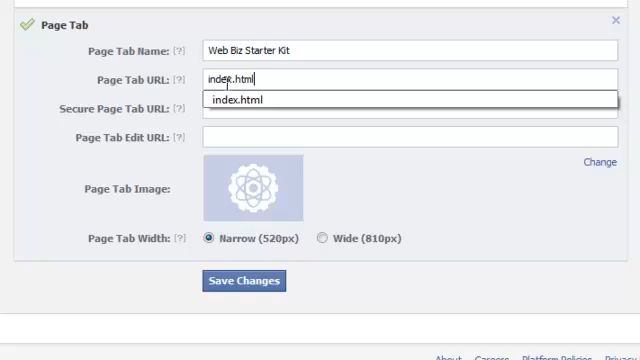 Page Tab
Page Tab Name: [?] Web Biz Starter Kit
Page Tab URL: [?] index.html
index.html
Secure Page Tab URL: [?]
Page Tab Edit URL: [?]
Change
Page Tab Image:
Page Tab Width: [?] Narrow (520px) Wide (810px)
Save Changes
About Careers Platform Policies Privacy